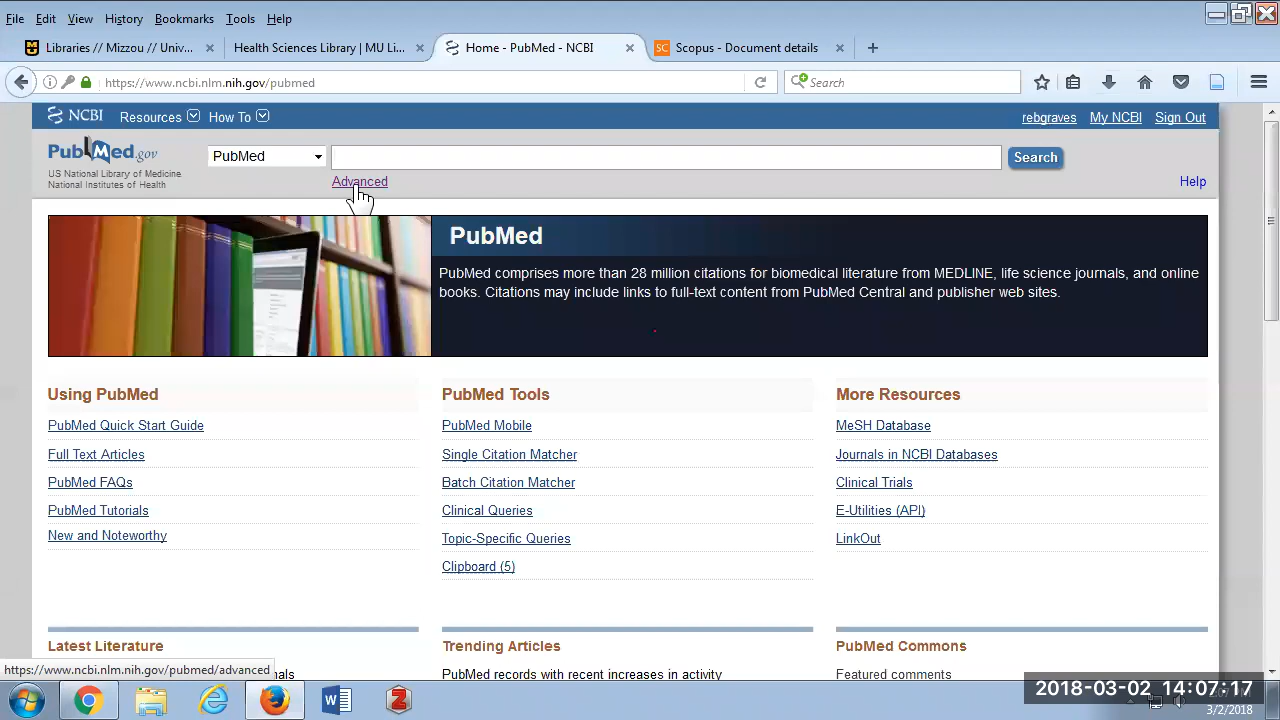 File Edit View History Bookmarks Tools Help
Libraries // Mizzou // Univ...
Health Sciences Library | MU Li...
Home - PubMed - NCBI
SC Scopus - Document details
https://www.ncbi.nlm.nih.gov/pubmed
Search
NCBI Resources How To
rebgraves My NCBI Sign Out
PubMed.gov
US National Library of Medicine
National Institutes of Health
PubMed
Search
Advanced
Help
PubMed
PubMed comprises more than 28 million citations for biomedical literature from MEDLINE, life science journals, and online
books. Citations may include links to full-text content from PubMed Central and publisher web sites.
Using PubMed
PubMed Quick Start Guide
Full Text Articles
PubMed FAQs
PubMed Tutorials
New and Noteworthy
PubMed Tools
PubMed Mobile
Single Citation Matcher
Batch Citation Matcher
Clinical Queries
Topic-Specific Queries
Clipboard (5)
More Resources
MeSH Database
Journals in NCBI Databases
Clinical Trials
E-Utilities (API)
LinkOut
Latest Literature
Trending Articles
PubMed records with recent increases in activity
PubMed Commons
Featured comments
https://www.ncbi.nlm.nih.gov/pubmed/advanced
2018-03-02 14:07:17
3/2/2018